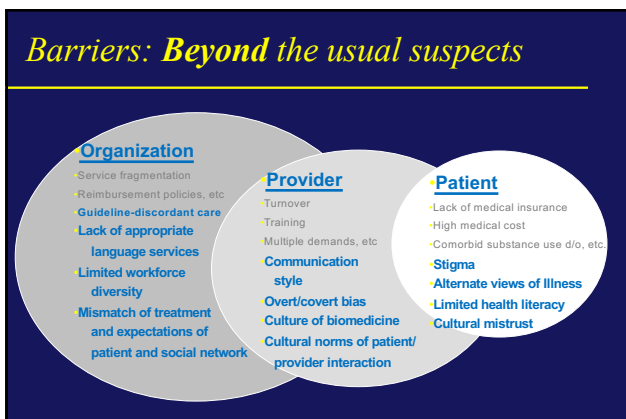 Barriers: Beyond the usual suspects
•Organization
•Service fragmentation
•Reimbursement policies, etc
•Guideline-discordant care
•Lack of appropriate
language services
•Limited workforce
diversity
•Mismatch of treatment
and expectations of
patient and social network
•Provider
•Turnover
•Training
•Multiple demands, etc
•Communication
style
•Overt/covert bias
•Culture of biomedicine
•Cultural norms of patient/
provider interaction
•Patient
•Lack of medical insurance
•High medical cost
•Comorbid substance use d/o, etc.
•Stigma
•Alternate views of Illness
•Limited health literacy
•Cultural mistrust